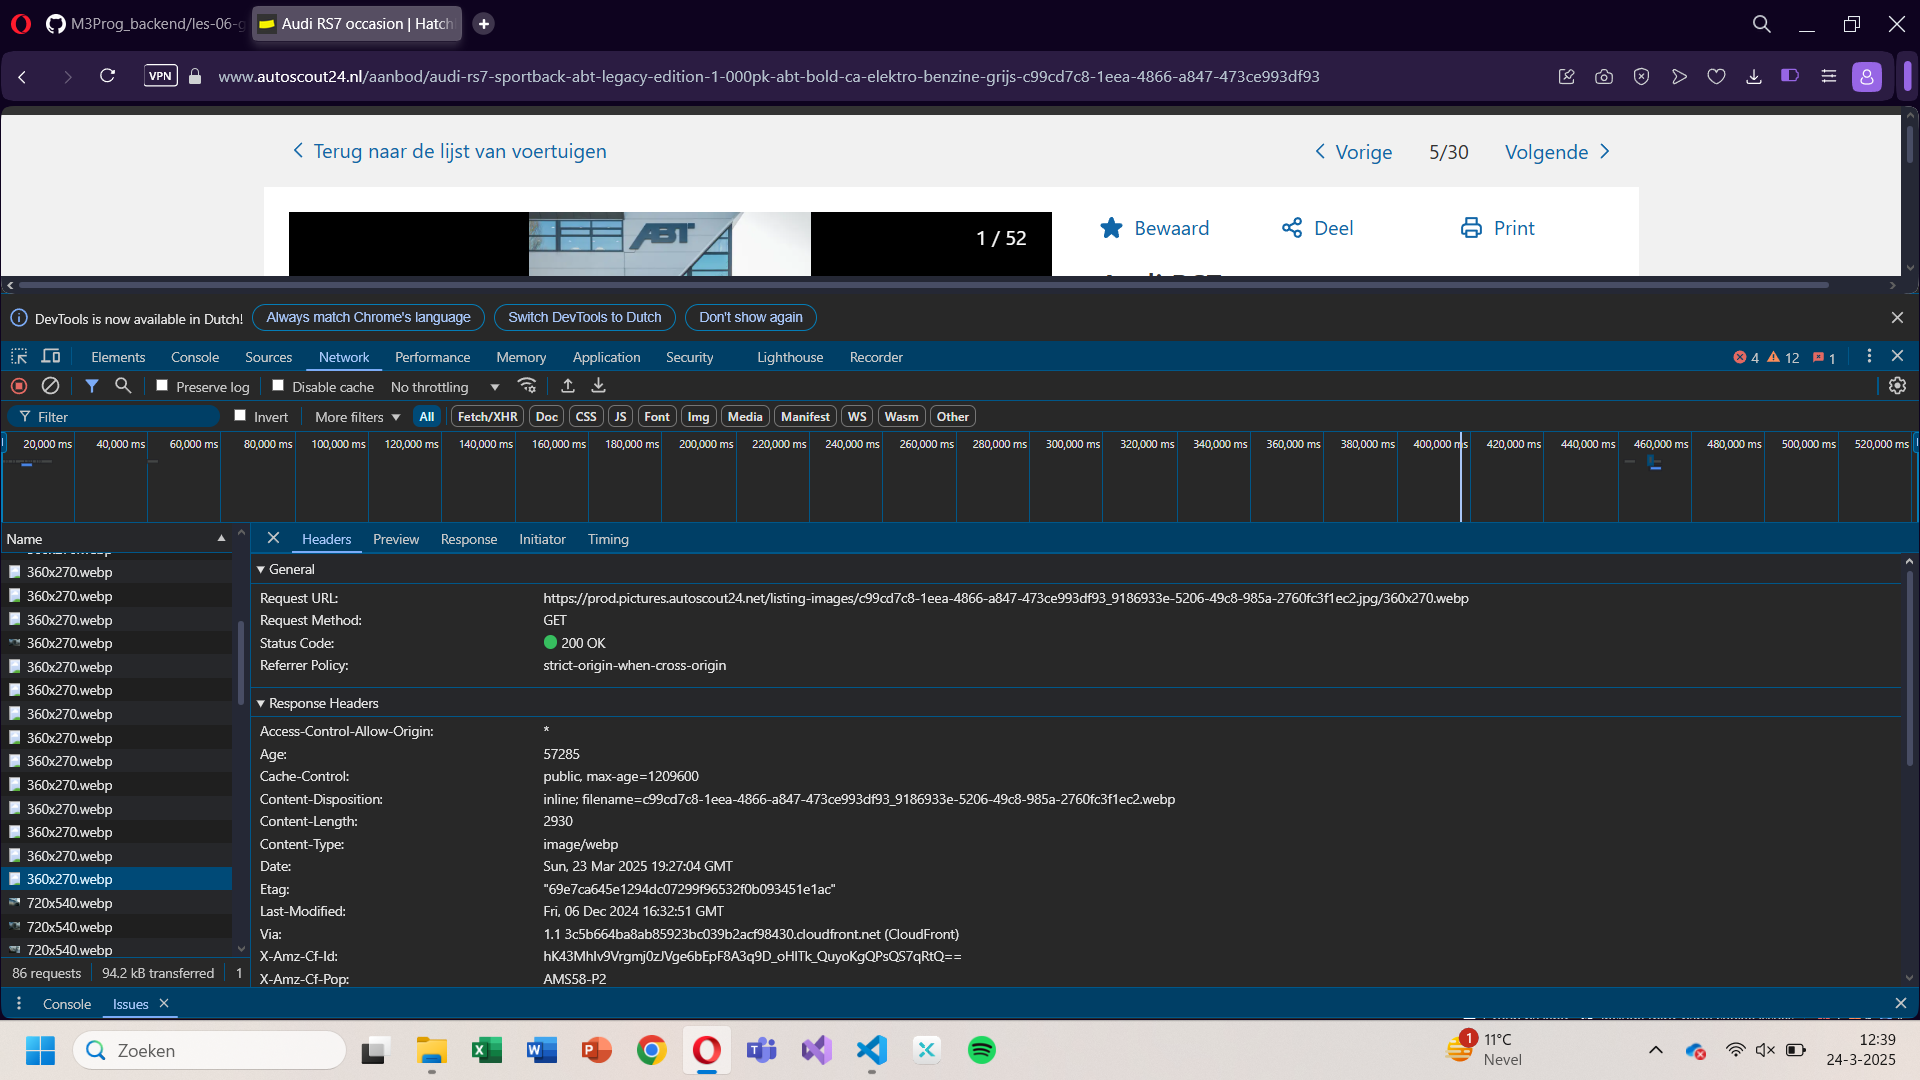 M3Prog_backend/les-06-g
Audi RS7 occasion | Hatchb
VPN
www.autoscout24.nl/aanbod/audi-rs7-sportback-abt-legacy-edition-1-000pk-abt-bold-ca-elektro-benzine-grijs-c99cd7c8-1eea-4866-a847-473ce993df93
Terug naar de lijst van voertuigen
Vorige 5/30 Volgende
ABT
1 / 52
Bewaard Deel Print
DevTools is now available in Dutch! Always match Chrome's language Switch DevTools to Dutch Don't show again
Elements Console Sources Network Performance Memory Application Security Lighthouse Recorder 4 12 1
Preserve log Disable cache No throttling
Filter Invert More filters All Fetch/XHR Doc CSS JS Font Img Media Manifest WS Wasm Other
20,000 ms 40,000 ms 60,000 ms 80,000 ms 100,000 ms 120,000 ms 140,000 ms 160,000 ms 180,000 ms 200,000 ms 220,000 ms 240,000 ms 260,000 ms 280,000 ms 300,000 ms 320,000 ms 340,000 ms 360,000 ms 380,000 ms 400,000 ms 420,000 ms 440,000 ms 460,000 ms 480,000 ms 500,000 ms 520,000 ms
Name
360x270.webp
360x270.webp
360x270.webp
360x270.webp
360x270.webp
360x270.webp
360x270.webp
360x270.webp
360x270.webp
360x270.webp
360x270.webp
360x270.webp
360x270.webp
360x270.webp
720x540.webp
720x540.webp
720x540.webp
86 requests 94.2 kB transferred 1
Headers Preview Response Initiator Timing
General
Request URL: https://prod.pictures.autoscout24.net/listing-images/c99cd7c8-1eea-4866-a847-473ce993df93_9186933e-5206-49c8-985a-2760fc3f1ec2.jpg/360x270.webp
Request Method: GET
Status Code: 200 OK
Referrer Policy: strict-origin-when-cross-origin
Response Headers
Access-Control-Allow-Origin: *
Age: 57285
Cache-Control: public, max-age=1209600
Content-Disposition: inline; filename=c99cd7c8-1eea-4866-a847-473ce993df93_9186933e-5206-49c8-985a-2760fc3f1ec2.webp
Content-Length: 2930
Content-Type: image/webp
Date: Sun, 23 Mar 2025 19:27:04 GMT
Etag: "69e7ca645e1294dc07299f96532f0b093451e1ac"
Last-Modified: Fri, 06 Dec 2024 16:32:51 GMT
Via: 1.1 3c5b664ba8ab85923bc039b2acf98430.cloudfront.net (CloudFront)
X-Amz-Cf-Id: hK43MhIv9Vrgmj0zJVge6bEpF8A3q9D_oHlTk_QuyoKgQPsQS7qRtQ==
X-Amz-Cf-Pop: AMS58-P2
Console Issues
Zoeken
1
11°C
Nevel
12:39
24-3-2025